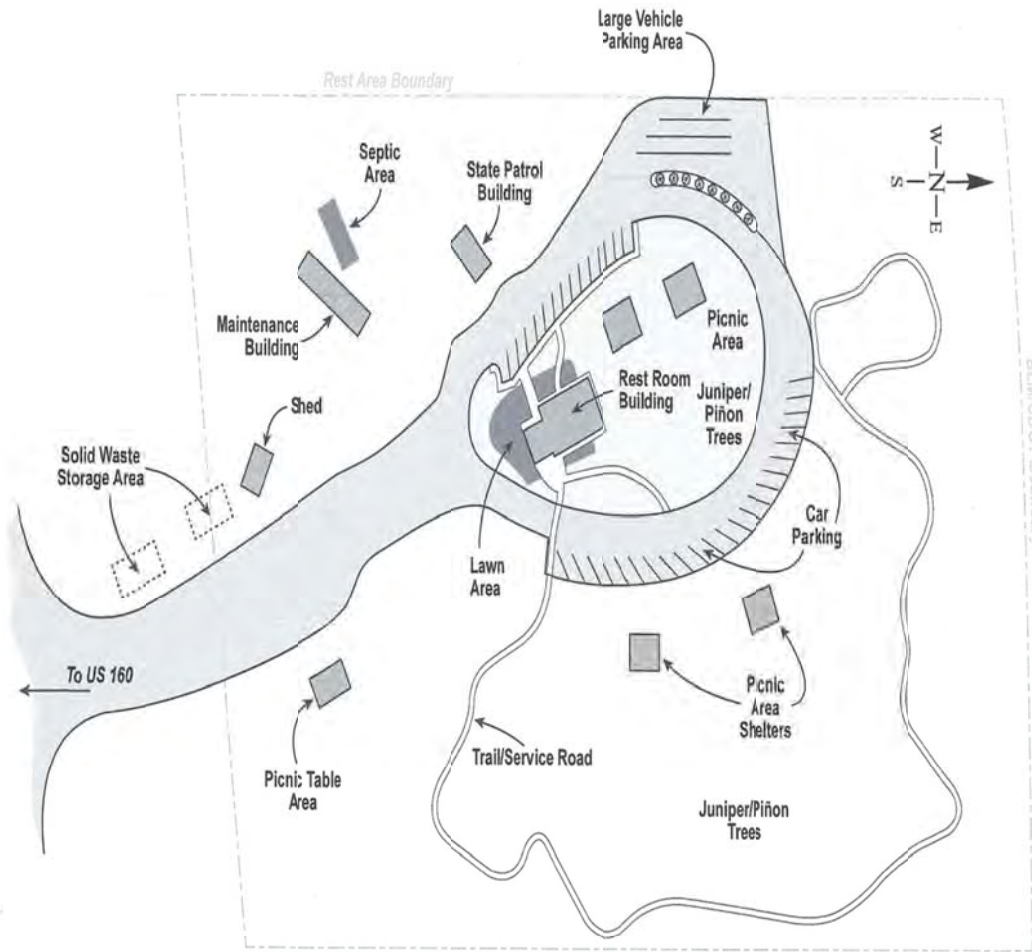 Large Vehicle
Parking Area
Rest Area Boundary
Septic
Area
State Patrol
Building
W
S
N
E
Maintenance
Building
Picnic
Area
Rest Room
Building
Juniper/
Piñon
Trees
Shed
Solid Waste
Storage Area
Car
Parking
Lawn
Area
To US 160
Picnic
Area
Shelters
Trail/Service Road
Picnic Table
Area
Juniper/Piñon
Trees